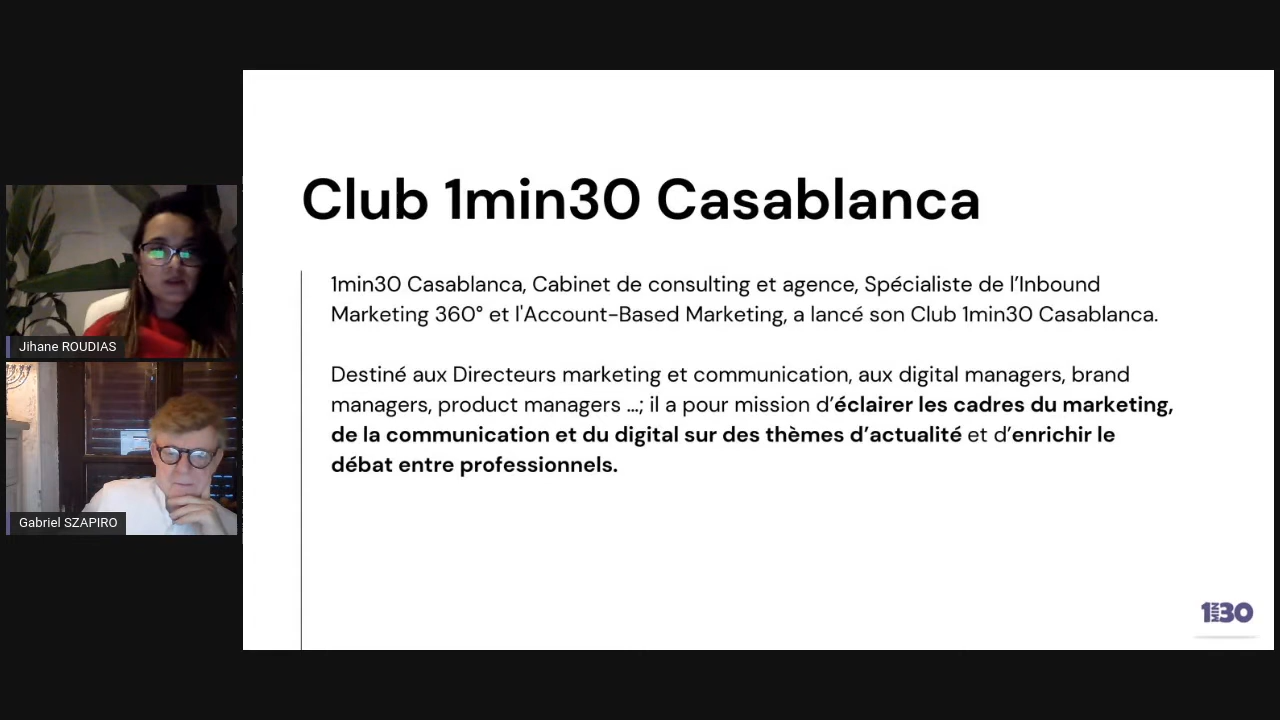 Club 1min30 Casablanca
1min30 Casablanca, Cabinet de consulting et agence, Spécialiste de l’Inbound
Marketing 360° et l'Account-Based Marketing, a lancé son Club 1min30 Casablanca.
Destiné aux Directeurs marketing et communication, aux digital managers, brand
managers, product managers ...; il a pour mission d’éclairer les cadres du marketing,
de la communication et du digital sur des thèmes d’actualité et d’enrichir le
débat entre professionnels.
Jihane ROUDIAS
Gabriel SZAPIRO
1MIN30